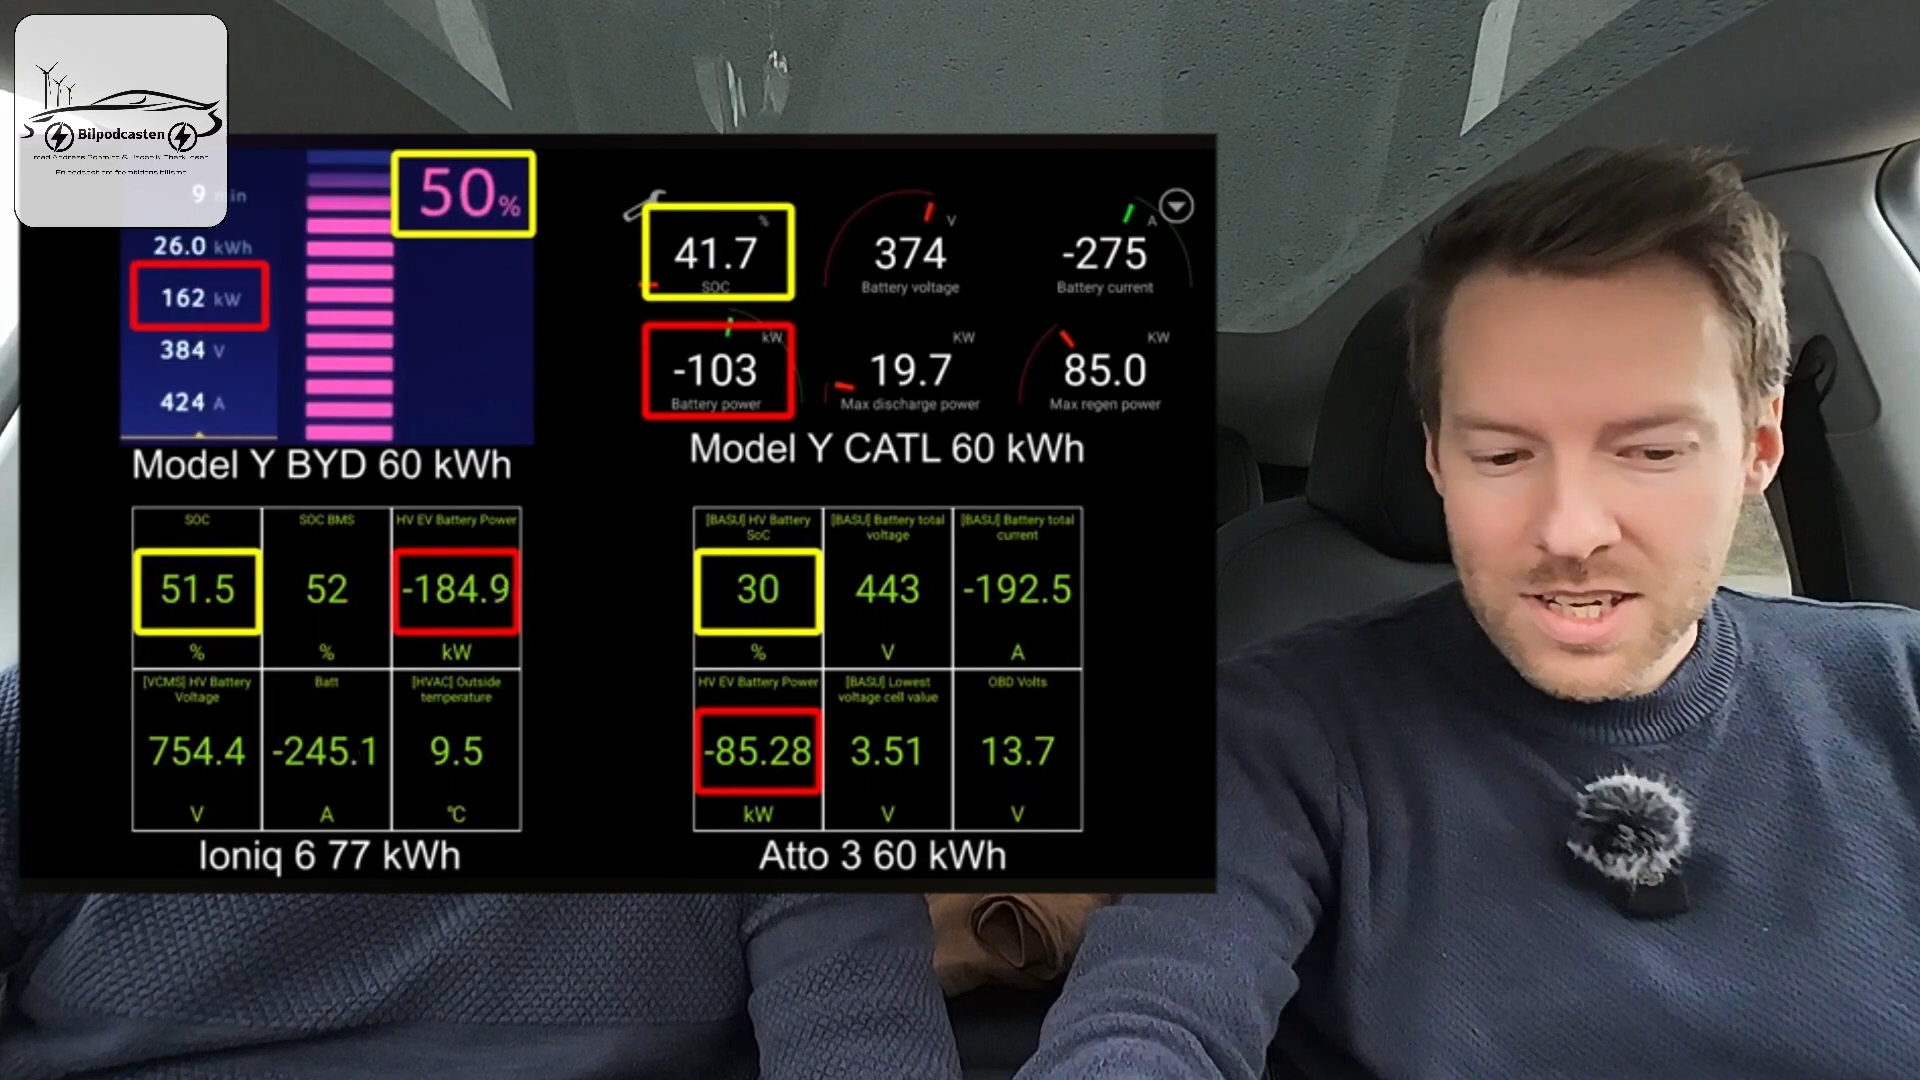 Bilpodcasten
9 min
26.0 kWh
162 kW
384 V
424 A
50%
Model Y BYD 60 kWh
%
41.7
SOC
V
374
Battery voltage
A
-275
Battery current
kW
-103
Battery power
KW
19.7
Max discharge power
KW
85.0
Max regen power
Model Y CATL 60 kWh
SOC
51.5
%
SOC BMS
52
%
HV EV Battery Power
-184.9
kW
[VCMS] HV Battery
Voltage
754.4
V
Batt
-245.1
A
[HVAC] Outside
temperature
9.5
°C
Ioniq 6 77 kWh
[BASU] HV Battery
SoC
30
%
[BASU] Battery total
voltage
443
V
[BASU] Battery total
current
-192.5
A
HV EV Battery Power
-85.28
kW
[BASU] Lowest
voltage cell value
3.51
V
OBD Volts
13.7
V
Atto 3 60 kWh